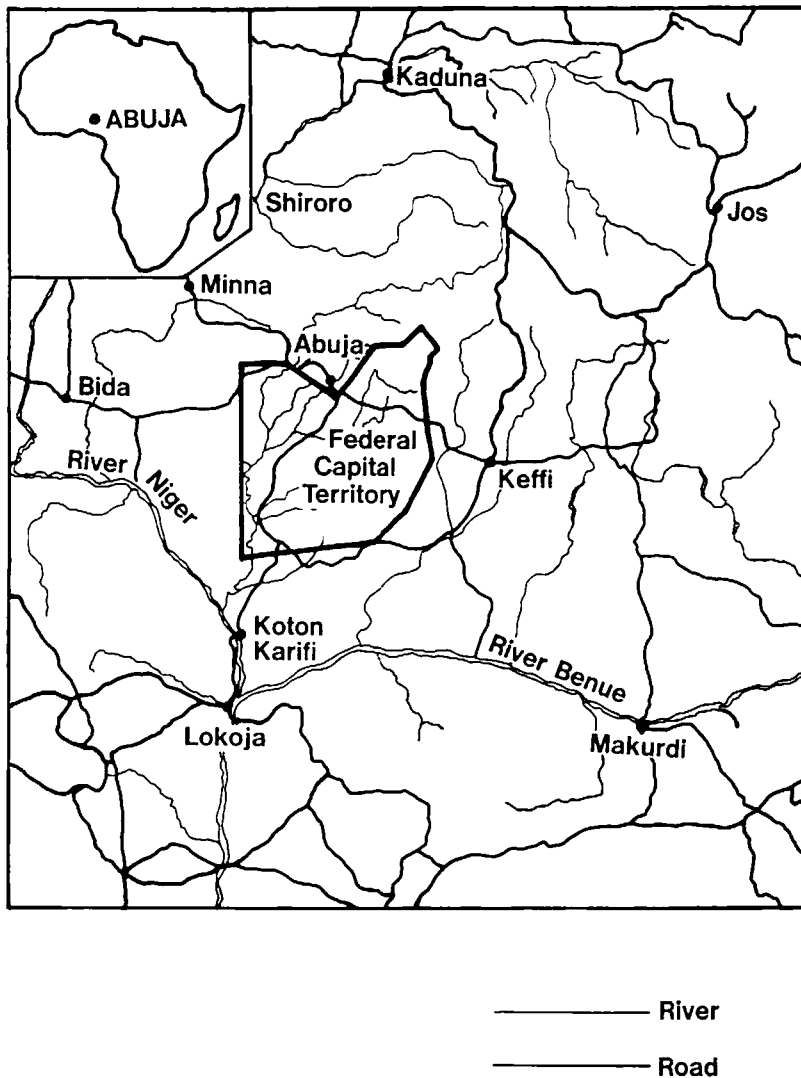 Kaduna
ABUJA
Shiroro
Jos
Minna
Abuja
Bida
Federal
Capital
Territory
River
Niger
Keffi
Koton
Karifi
River Benue
Lokoja
Makurdi
River
Road